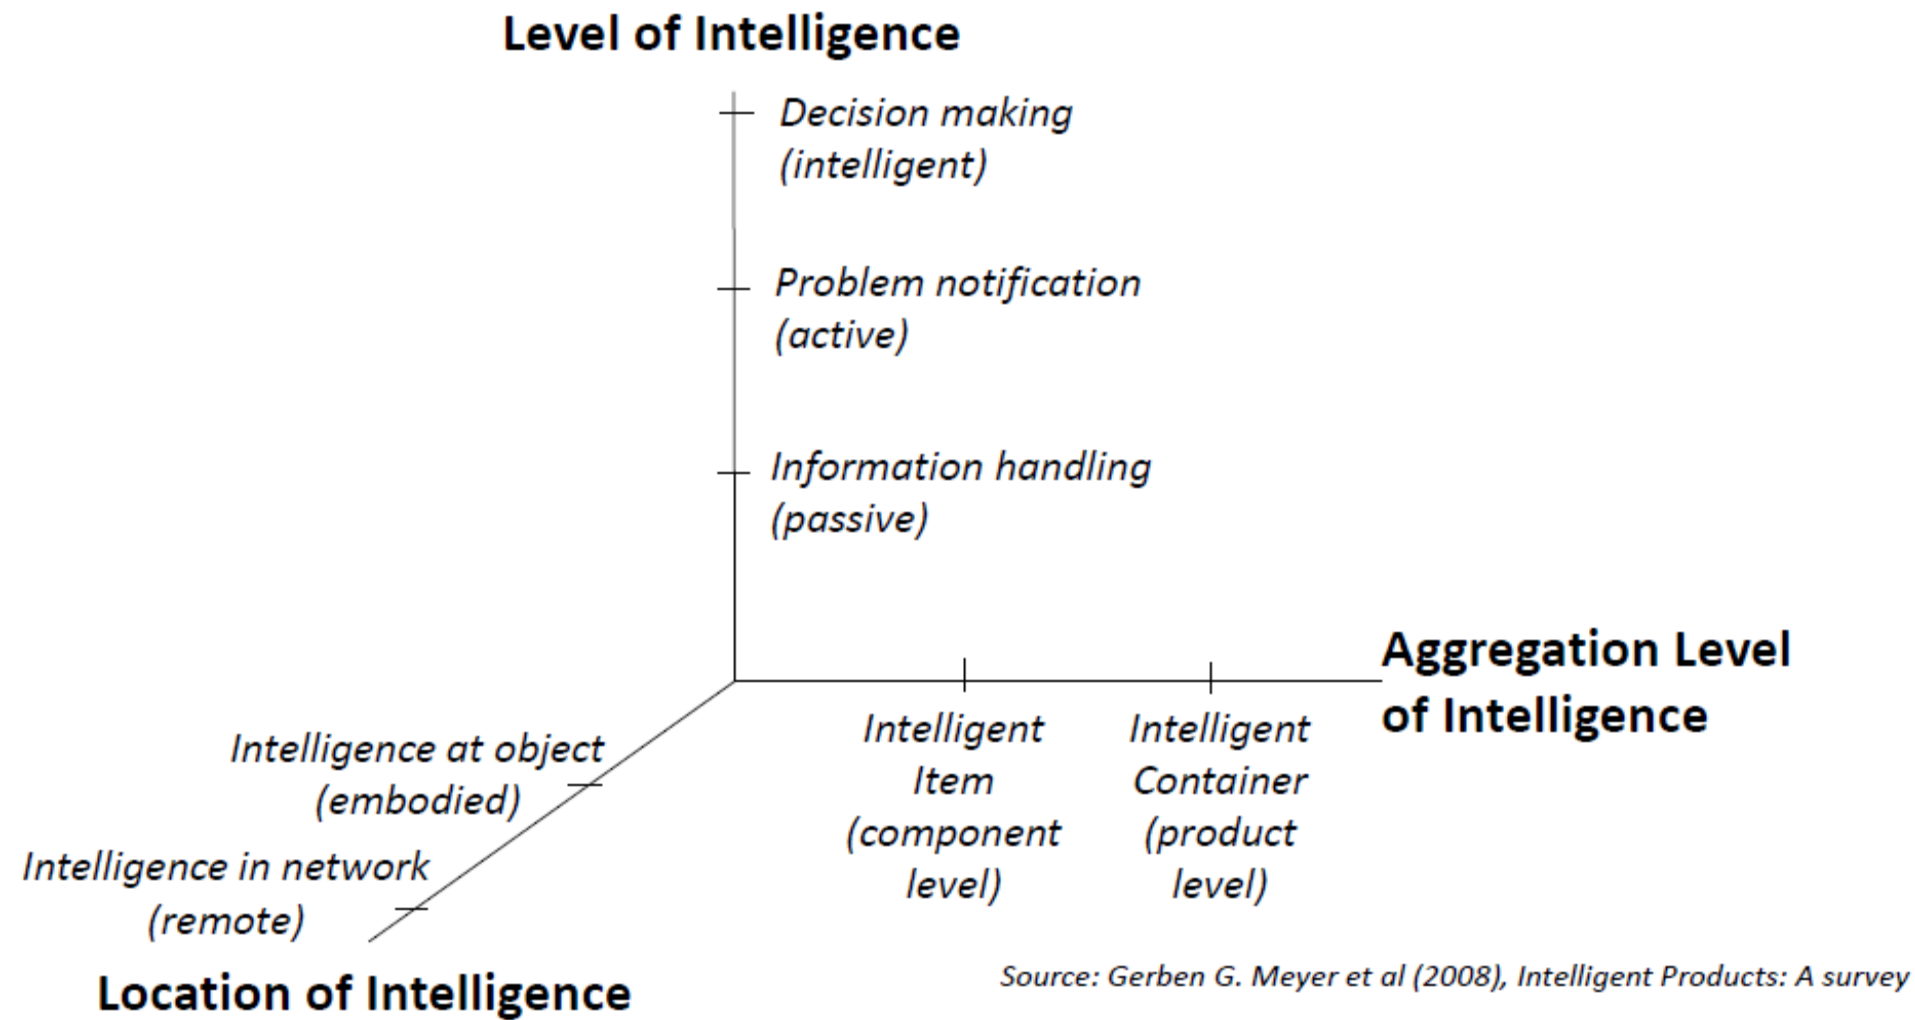 Level of Intelligence
Decision making
(intelligent)
Problem notification
(active)
Information handling
(passive)
Aggregation Level
of Intelligence
Intelligent
Item
(component
level)
Intelligent
Container
(product
level)
Intelligence at object
(embodied)
Intelligence in network
(remote)
Location of Intelligence
Source: Gerben G. Meyer et al (2008), Intelligent Products: A survey